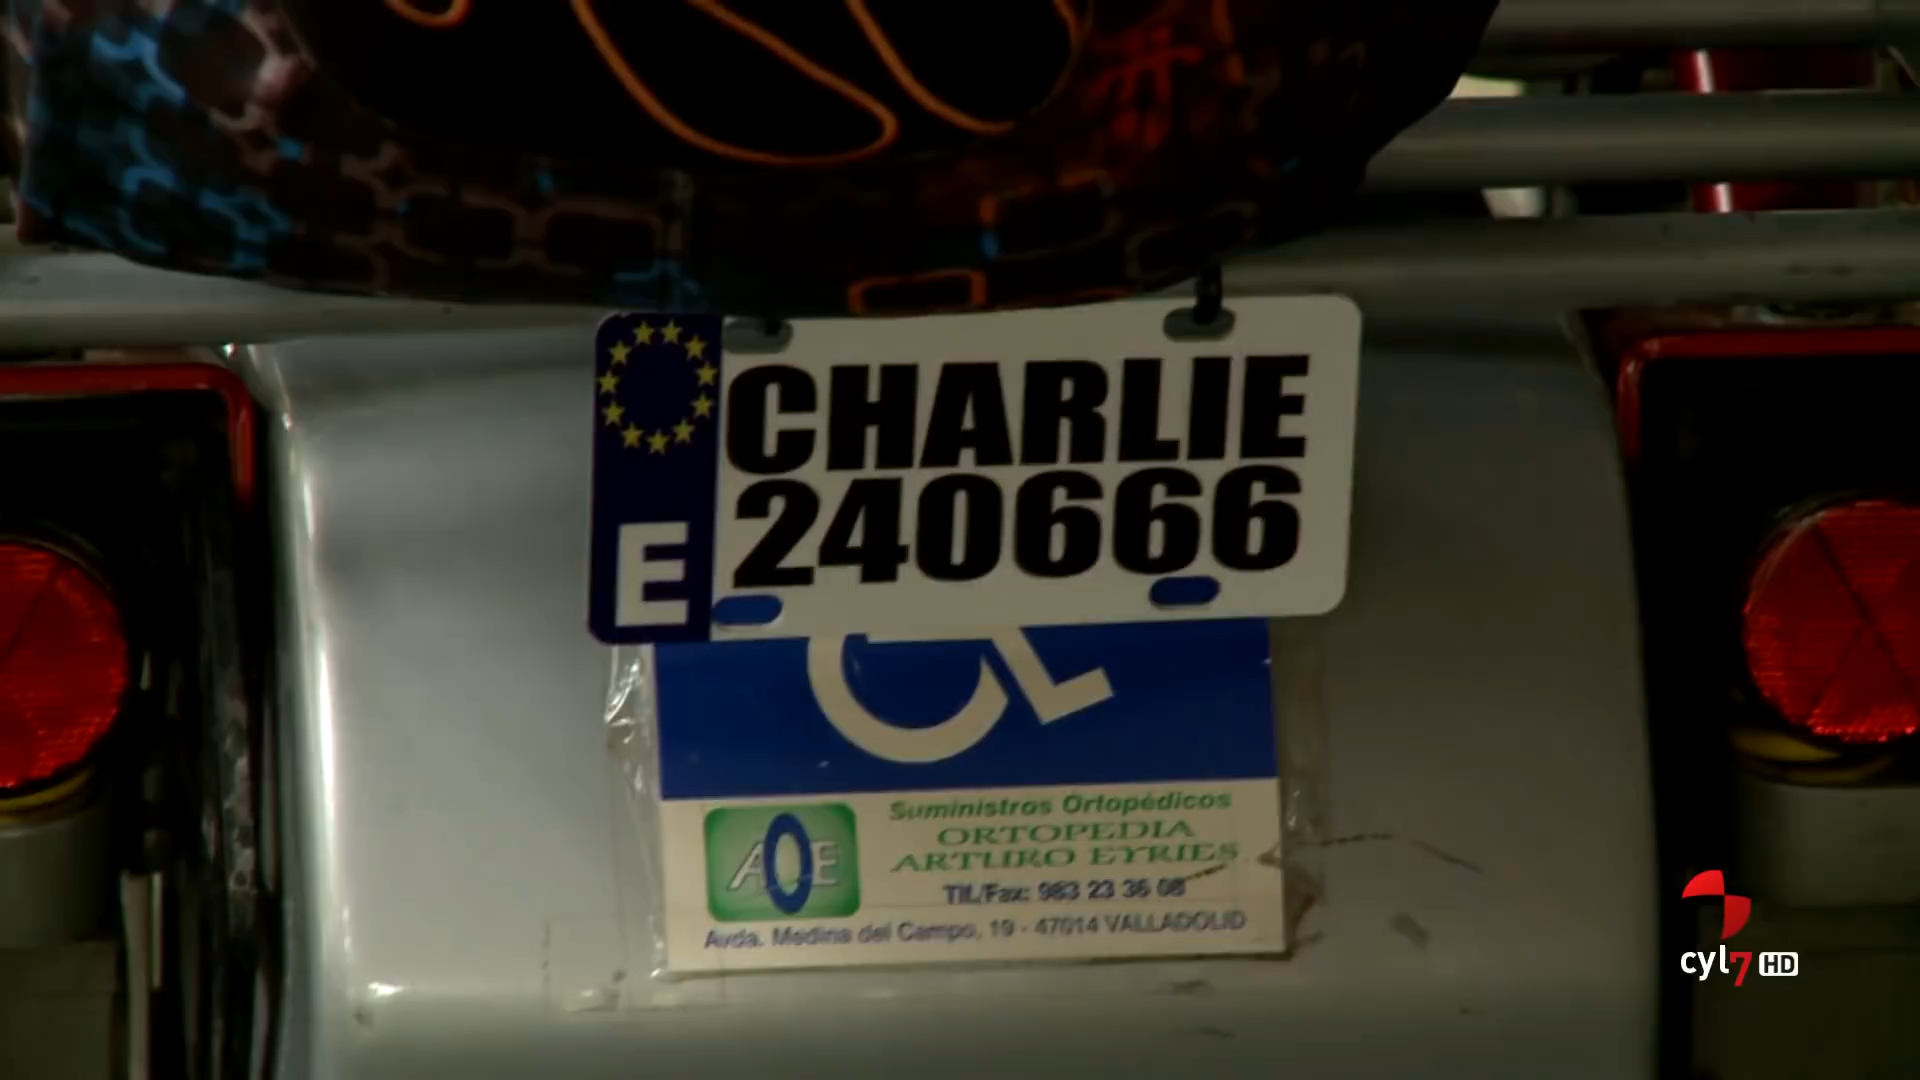 CHARLIE
240666
E
Suministros Ortopédicos
ORTOPEDIA
ARTURO EYRIES
AOE
Tlf./Fax: 983 23 36 08
Avda. Medina del Campo, 19 - 47014 VALLADOLID
cyl7 HD